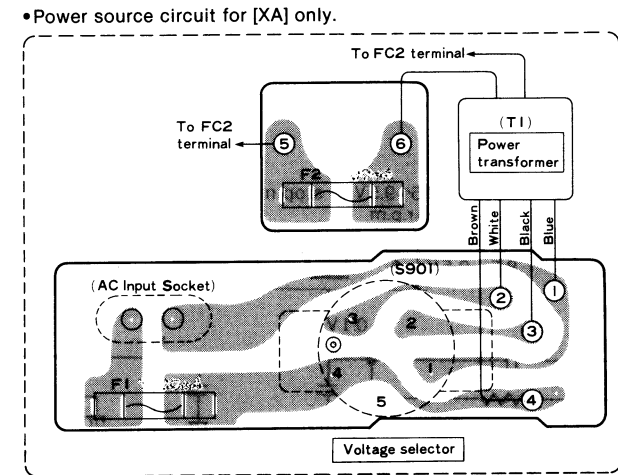 •Power source circuit for [XA] only.
To FC2 terminal
(T1)
Power
transformer
To FC2
terminal
5
6
F2
Brown
White
Black
Blue
(S901)
(AC Input Socket)
1
2
3
4
3
2
4
1
5
F1
Voltage selector